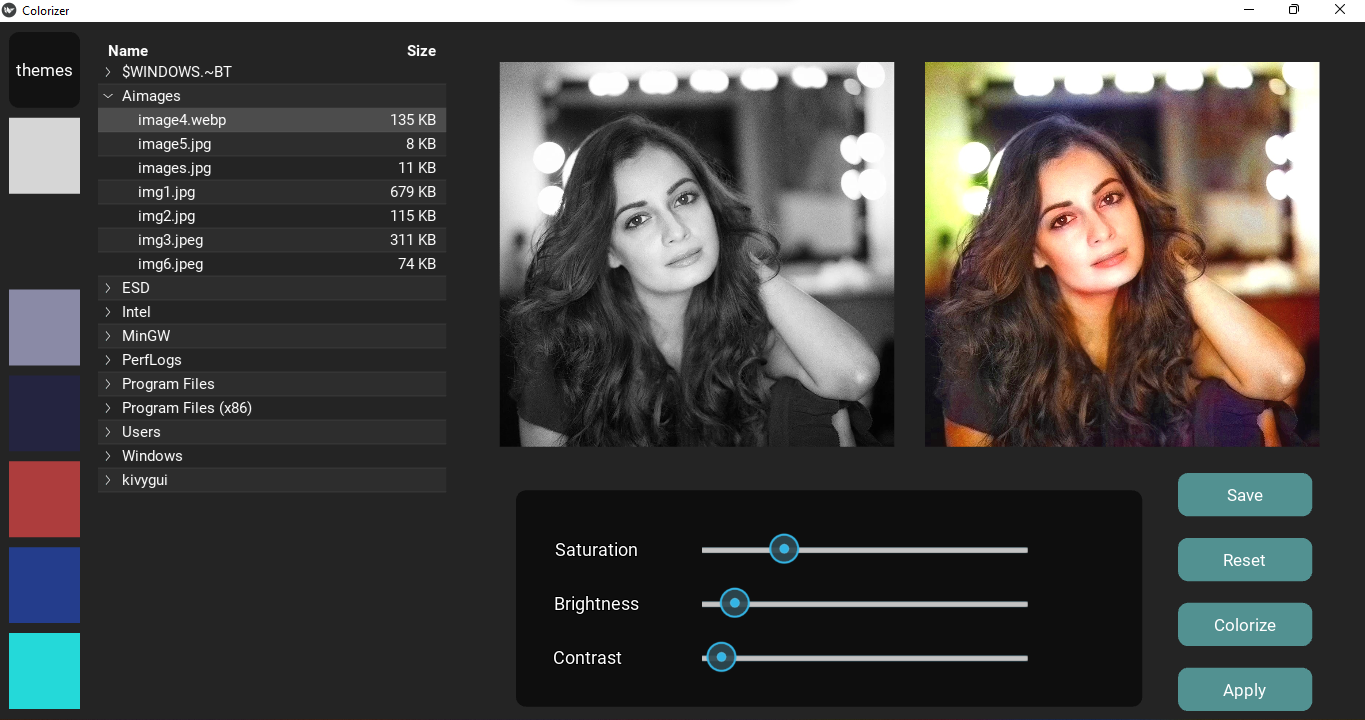 Colorizer
themes
Name Size
$WINDOWS.~BT
Aimages
image4.webp 135 KB
image5.jpg 8 KB
images.jpg 11 KB
img1.jpg 679 KB
img2.jpg 115 KB
img3.jpeg 311 KB
img6.jpeg 74 KB
ESD
Intel
MinGW
PerfLogs
Program Files
Program Files (x86)
Users
Windows
kivygui
Saturation
Brightness
Contrast
Save
Reset
Colorize
Apply